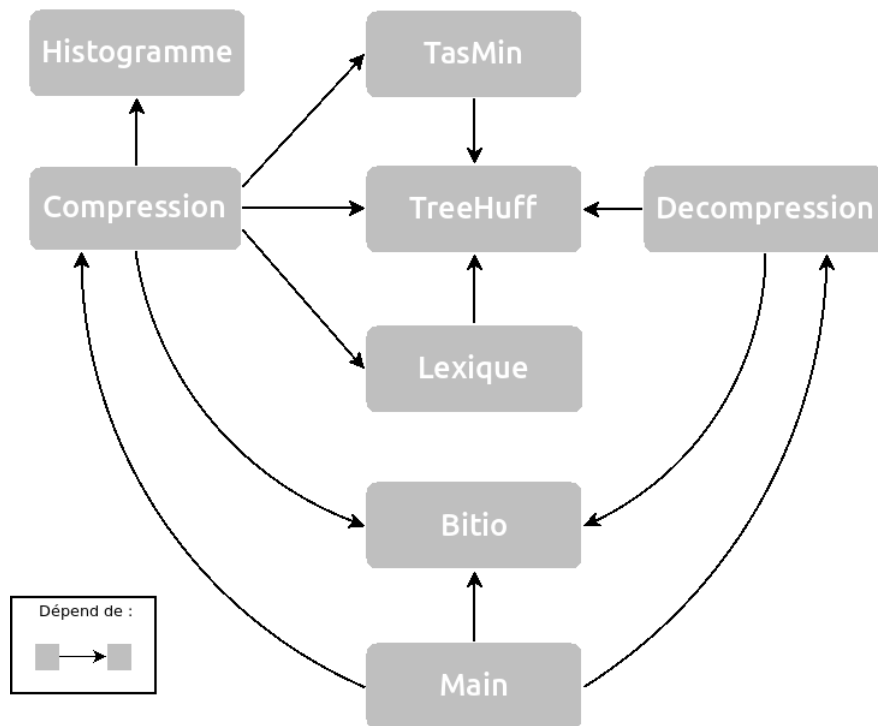 Histogramme
TasMin
Compression
TreeHuff
Decompression
Lexique
Bitio
Dépend de :
Main